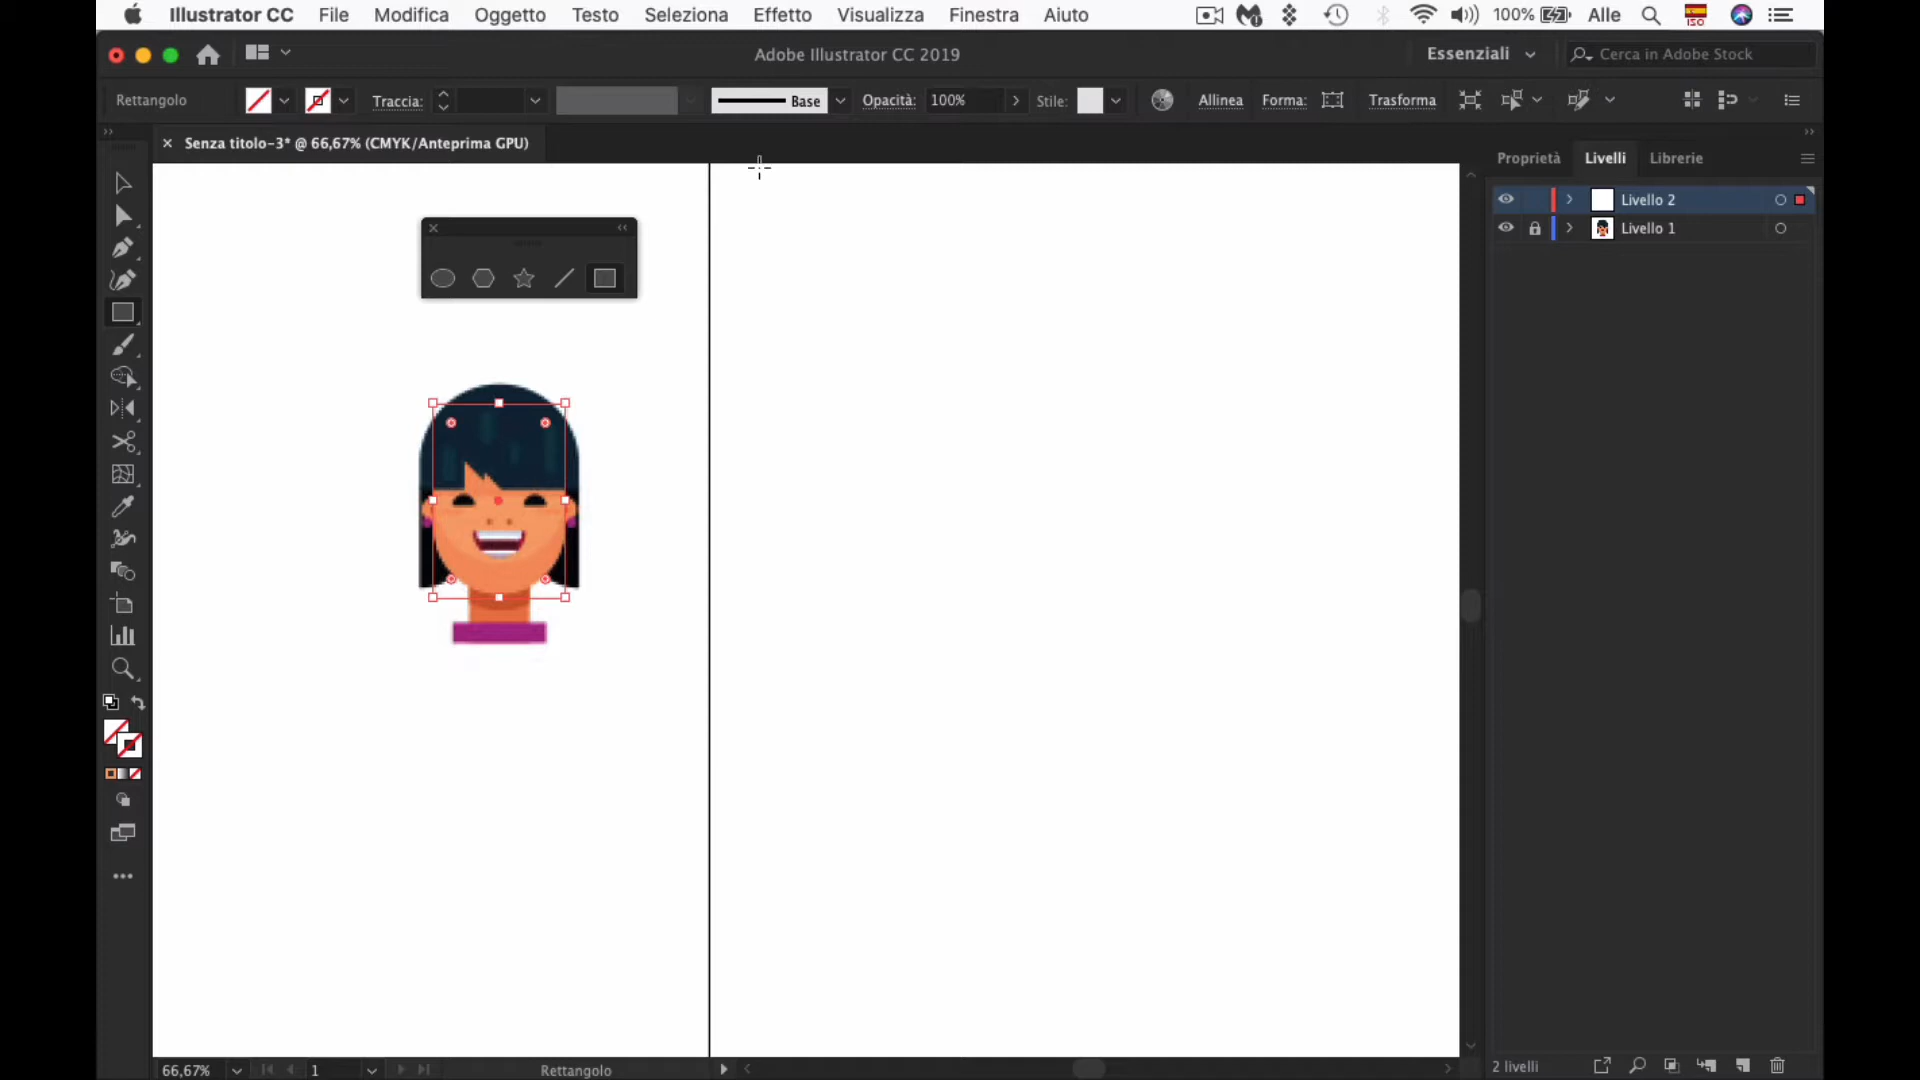 Illustrator CC File Modifica Oggetto Testo Seleziona Effetto Visualizza Finestra Aiuto 100% Alle ISO
Adobe Illustrator CC 2019 Essenziali Cerca in Adobe Stock
Rettangolo Traccia: Base Opacità: 100% Stile: Allinea Forma: Trasforma
Senza titolo-3* @ 66,67% (CMYK/Anteprima GPU)
Proprietà Livelli Librerie
Livello 2
Livello 1
66,67% 1 Rettangolo 2 livelli